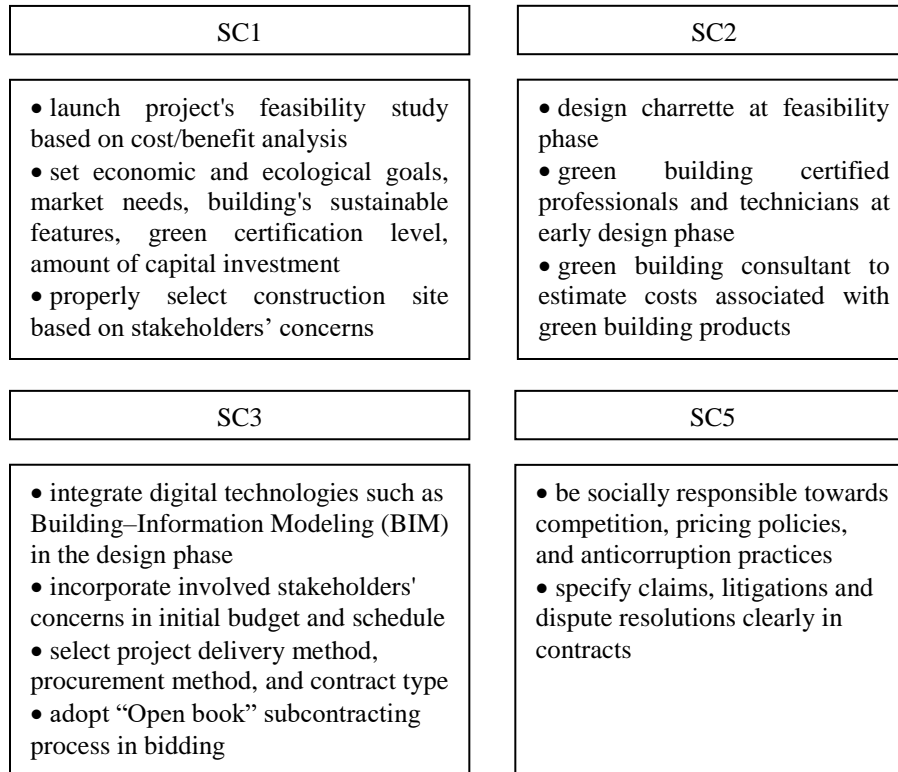 SC1
• launch project's feasibility study
based on cost/benefit analysis
• set economic and ecological goals,
market needs, building's sustainable
features, green certification level,
amount of capital investment
• properly select construction site
based on stakeholders’ concerns
SC2
• design charrette at feasibility
phase
• green building certified
professionals and technicians at
early design phase
• green building consultant to
estimate costs associated with
green building products
SC3
• integrate digital technologies such as
Building–Information Modeling (BIM)
in the design phase
• incorporate involved stakeholders'
concerns in initial budget and schedule
• select project delivery method,
procurement method, and contract type
• adopt “Open book” subcontracting
process in bidding
SC5
• be socially responsible towards
competition, pricing policies,
and anticorruption practices
• specify claims, litigations and
dispute resolutions clearly in
contracts